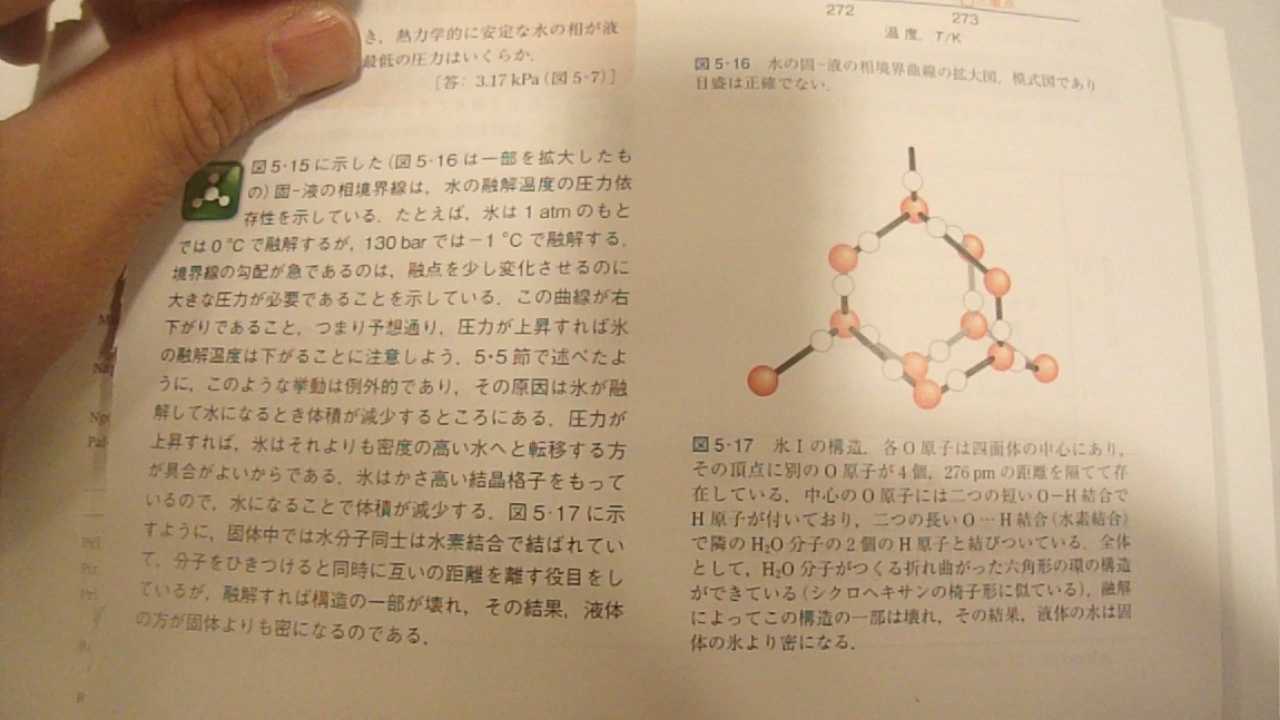 き，熱力学的に安定な水の相が液
最低の圧力はいくらか．
［答：3.17 kPa（図 5・7）］
図 5・15 に示した（図 5・16 は一部を拡大したも
の）固-液の相境界線は，水の融解温度の圧力依
存性を示している．たとえば，氷は 1 atm のもと
では 0 ℃ で融解するが，130 bar では −1 ℃ で融解する．
境界線の勾配が急であるのは，融点を少し変化させるのに
大きな圧力が必要であることを示している．この曲線が右
下がりであること，つまり予想通り，圧力が上昇すれば氷
の融解温度は下がることに注意しよう．5・5 節で述べたよ
うに，このような挙動は例外的であり，その原因は氷が融
解して水になるとき体積が減少するところにある．圧力が
上昇すれば，氷はそれよりも密度の高い水へと転移する方
が具合がよいからである．氷はかさ高い結晶格子をもって
いるので，水になることで体積が減少する．図 5・17 に示
すように，固体中では水分子同士は水素結合で結ばれてい
て，分子をひきつけると同時に互いの距離を離す役目をし
ているが，融解すれば構造の一部が壊れ，その結果，液体
の方が固体よりも密になるのである．
272
273
温度，T/K
図 5・16　水の固-液の相境界曲線の拡大図．模式図であり
目盛は正確でない．
図 5・17　氷 I の構造．各 O 原子は四面体の中心にあり，
その頂点に別の O 原子が 4 個，276 pm の距離を隔てて存
在している．中心の O 原子には二つの短い O−H 結合で
H 原子が付いており，二つの長い O…H 結合（水素結合）
で隣の H₂O 分子の 2 個の H 原子と結びついている．全体
として，H₂O 分子がつくる折れ曲がった六角形の環の構造
ができている（シクロヘキサンの椅子形に似ている）．融解
によってこの構造の一部は壊れ，その結果，液体の水は固
体の氷より密になる．